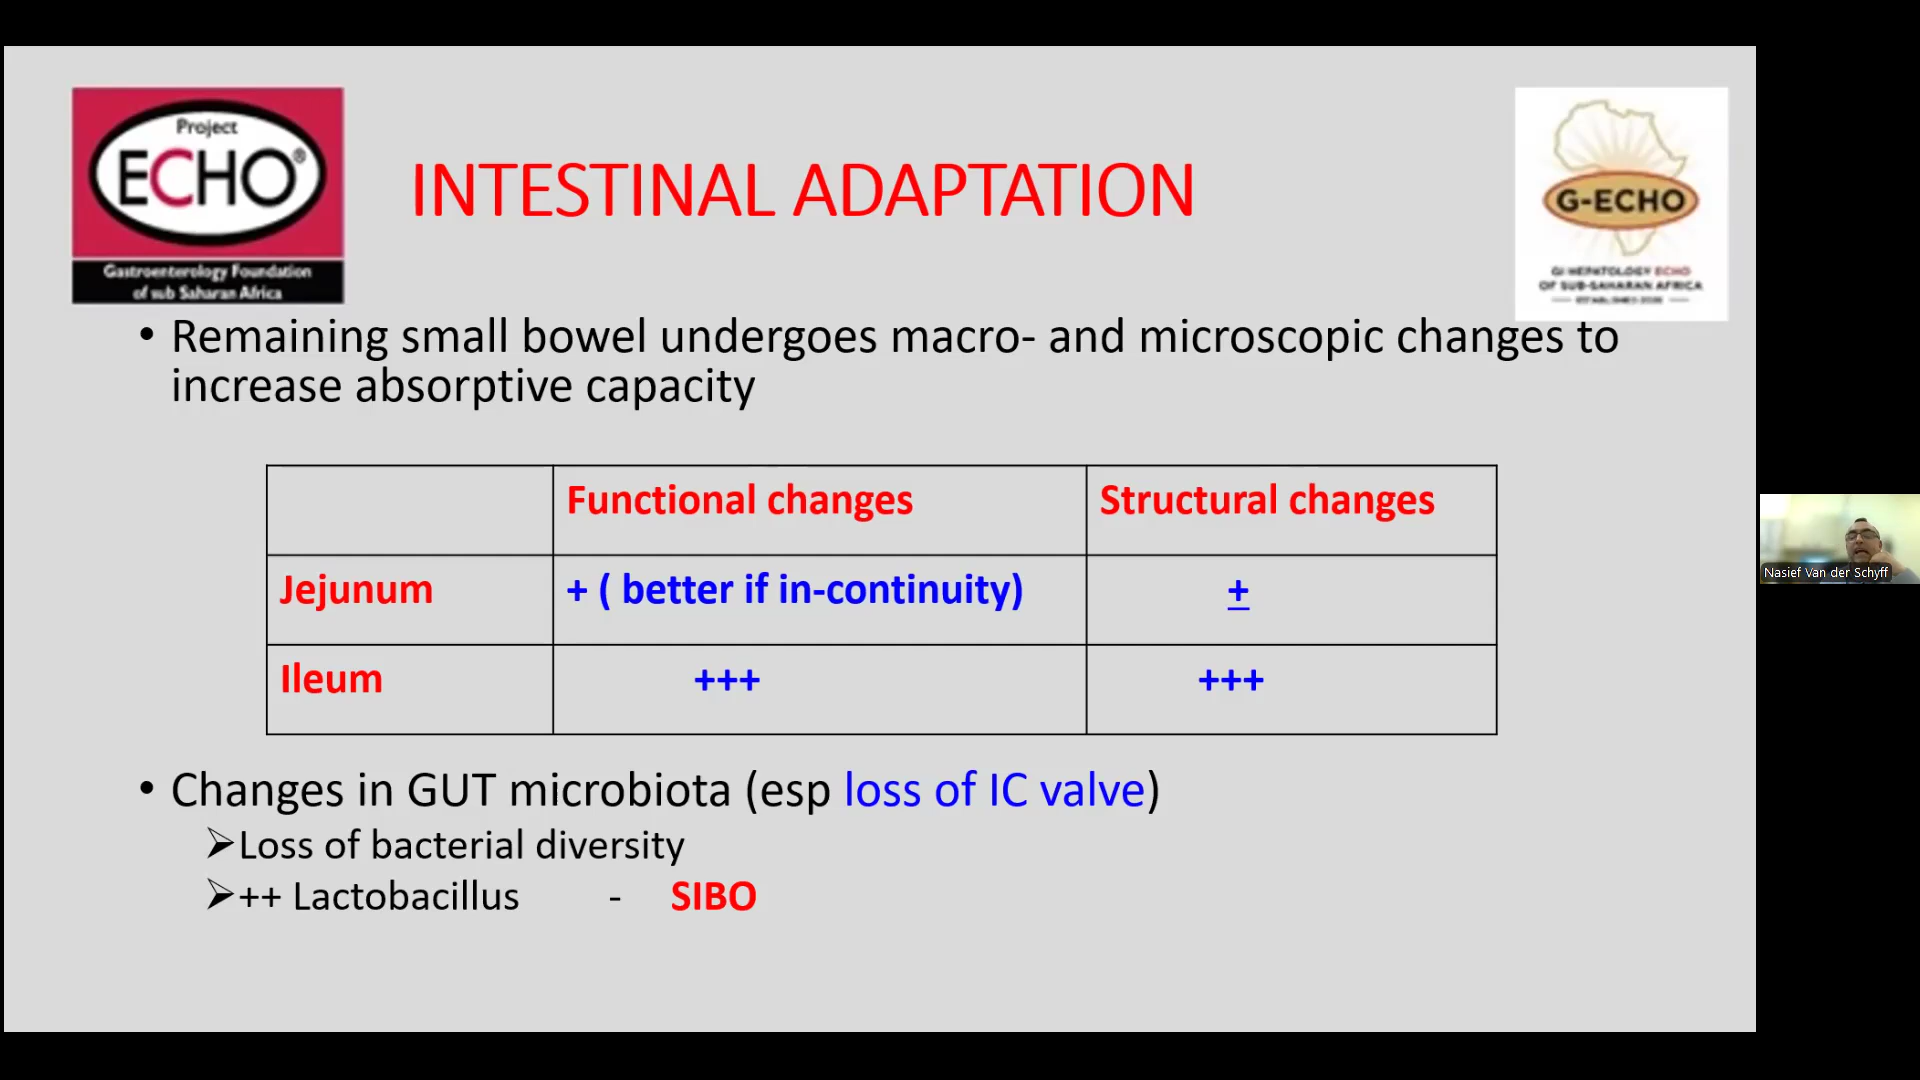 Project
ECHO®
Gastroenterology Foundation
of sub Saharan Africa
INTESTINAL ADAPTATION
G-ECHO
GI HEPATOLOGY ECHO
OF SUB-SAHARAN AFRICA
• Remaining small bowel undergoes macro- and microscopic changes to
increase absorptive capacity
Functional changes Structural changes
Jejunum + ( better if in-continuity) ±
Ileum +++ +++
• Changes in GUT microbiota (esp loss of IC valve)
➢Loss of bacterial diversity
➢++ Lactobacillus - SIBO
Nasief Van der Schyff